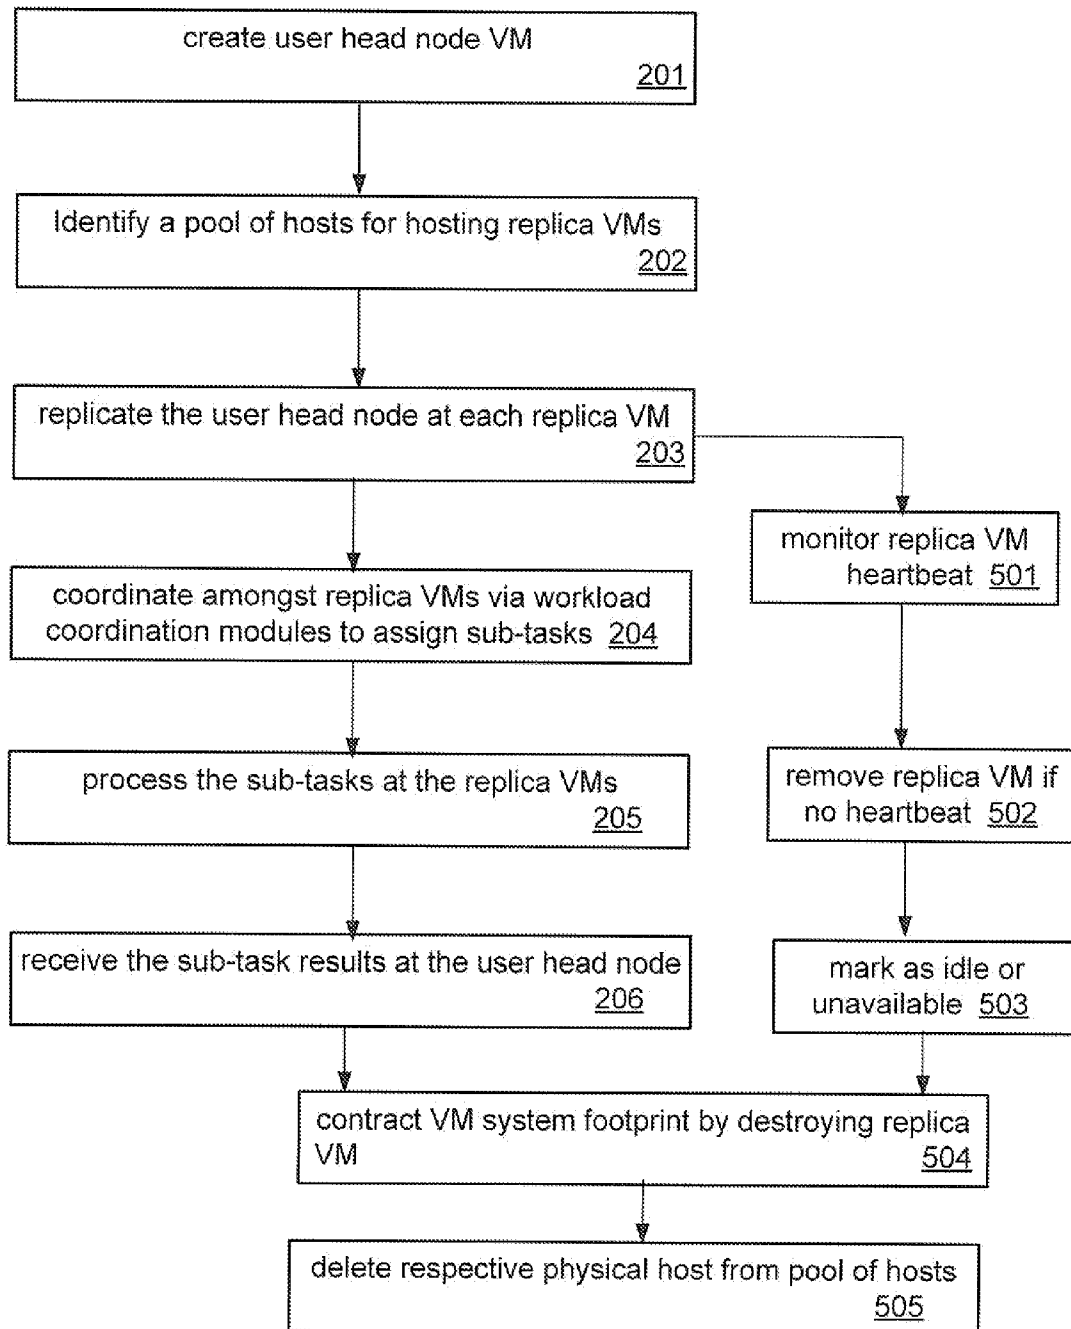 create user head node VM
201
Identify a pool of hosts for hosting replica VMs
202
replicate the user head node at each replica VM
203
coordinate amongst replica VMs via workload
coordination modules to assign sub-tasks 204
process the sub-tasks at the replica VMs
205
receive the sub-task results at the user head node
206
monitor replica VM
heartbeat 501
remove replica VM if
no heartbeat 502
mark as idle or
unavailable 503
contract VM system footprint by destroying replica
VM 504
delete respective physical host from pool of hosts
505